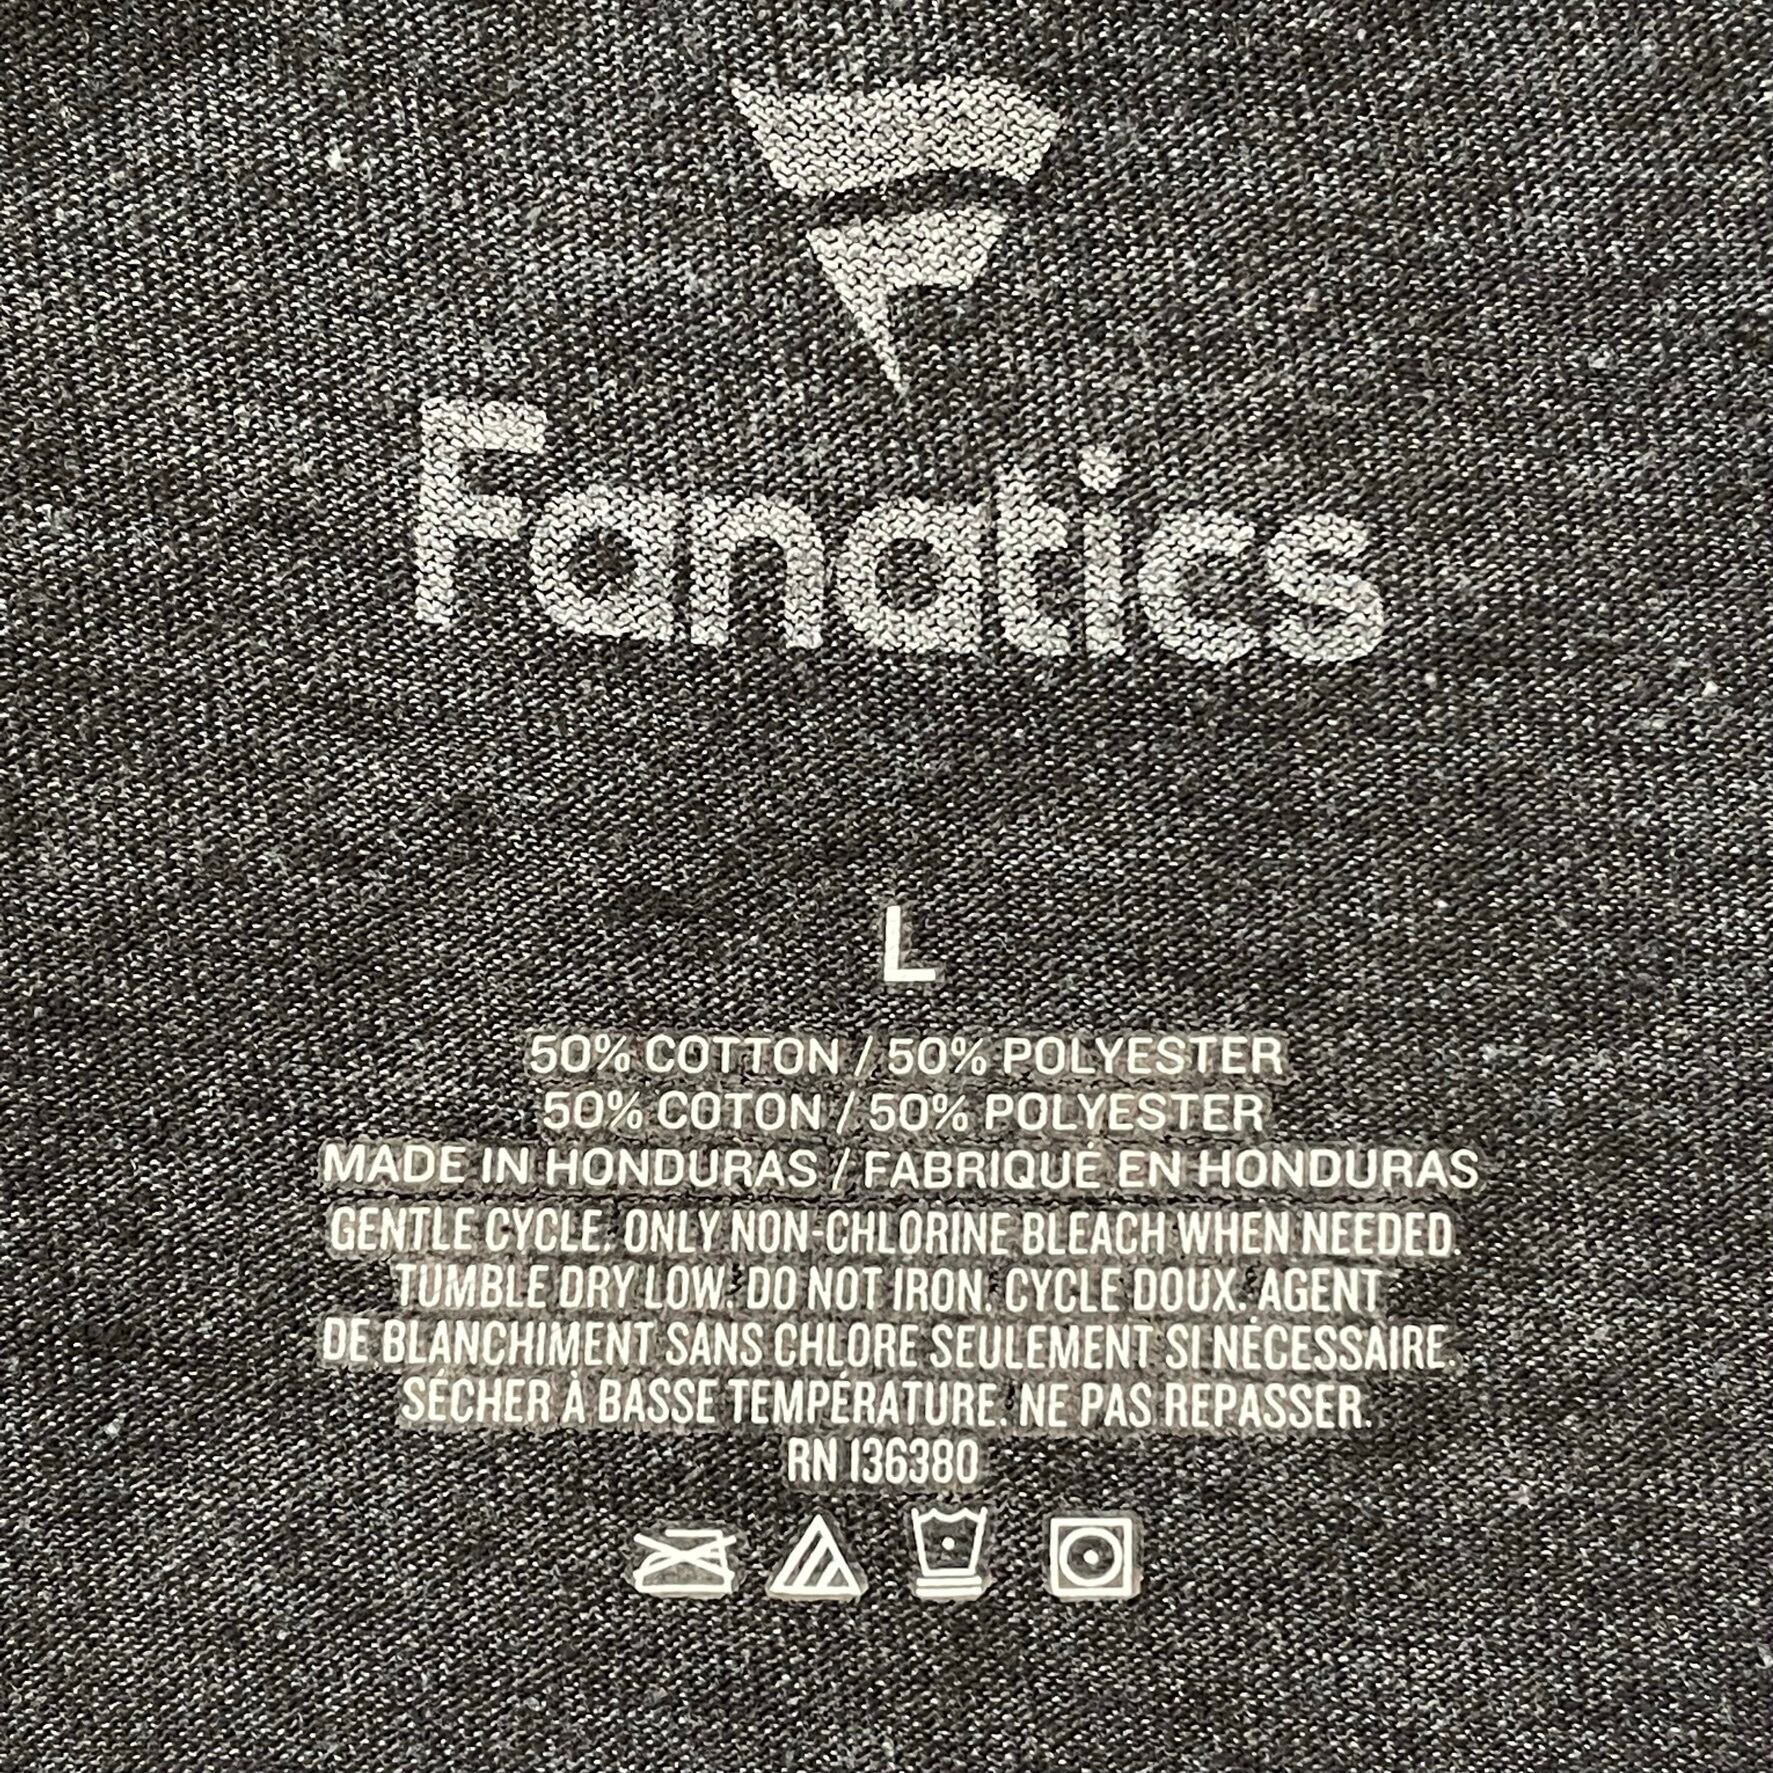 Fanatics
L
50% COTTON / 50% POLYESTER
50% COTON / 50% POLYESTER
MADE IN HONDURAS / FABRIQUÉ EN HONDURAS
GENTLE CYCLE. ONLY NON-CHLORINE BLEACH WHEN NEEDED.
TUMBLE DRY LOW. DO NOT IRON. CYCLE DOUX. AGENT
DE BLANCHIMENT SANS CHLORE SEULEMENT SI NÉCESSAIRE.
SÉCHER À BASSE TEMPÉRATURE. NE PAS REPASSER.
RN 136380